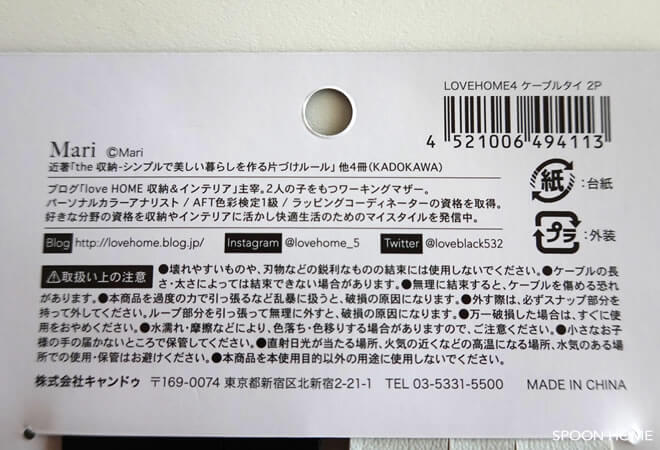 LOVEHOME4 ケーブルタイ 2P
4 521006 494113
Mari ©Mari
近著「the 収納-シンプルで美しい暮らしを作る片づけルール」他4冊(KADOKAWA)
紙 :台紙
プラ :外装
ブログ「love HOME 収納&インテリア」主宰。2人の子をもつワーキングマザー。
パーソナルカラーアナリスト / AFT色彩検定1級 / ラッピングコーディネーターの資格を取得。
好きな分野の資格を収納やインテリアに活かし快適生活のためのマイスタイルを発信中。
Blog http://lovehome.blog.jp/ Instagram @lovehome_5 Twitter @loveblack532
⚠取扱い上の注意 ●壊れやすいものや、刃物などの鋭利なものの結束には使用しないでください。●ケーブルの長
さ・太さによっては結束できない場合があります。●無理に結束すると、ケーブルを傷める恐れ
があります。●本商品を過度の力で引っ張るなど乱暴に扱うと、破損の原因になります。●外す際は、必ずスナップ部分を
持って外してください。ループ部分を引っ張って無理に外すと、破損の原因になります。●万一破損した場合は、すぐに使
用をおやめください。●水濡れ・摩擦などにより、色落ち・色移りする場合がありますので、ご注意ください。●小さなお子
様の手の届かないところで保管してください。●直射日光が当たる場所、火気の近くなどの高温になる場所、水気のある場
所での使用・保管はお避けください。●本商品を本使用目的以外の用途に使用しないでください。
株式会社キャンドゥ 〒169-0074 東京都新宿区北新宿2-21-1 TEL 03-5331-5500 MADE IN CHINA
SPOON HOME